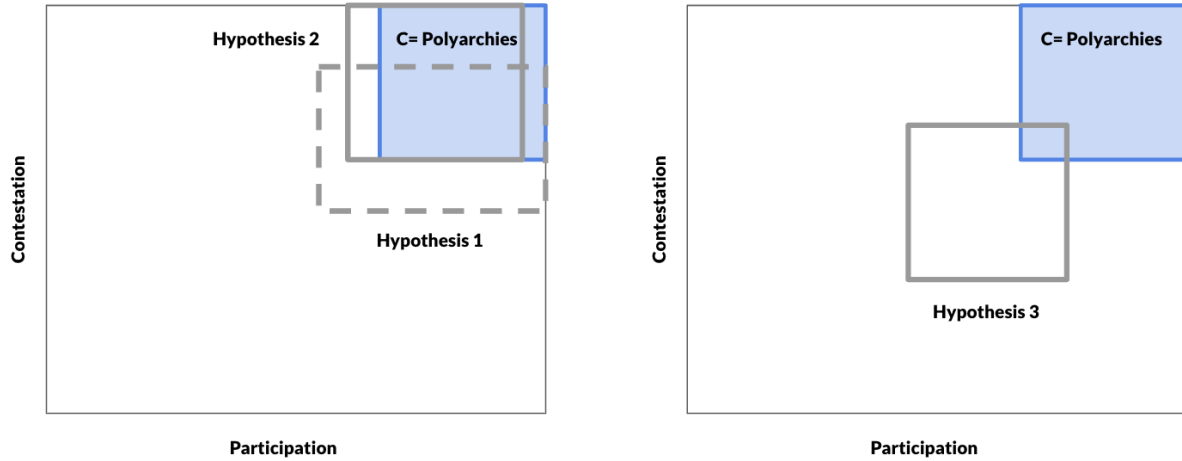 Hypothesis 2
C= Polyarchies
Hypothesis 1
Contestation
Participation
C= Polyarchies
Hypothesis 3
Contestation
Participation